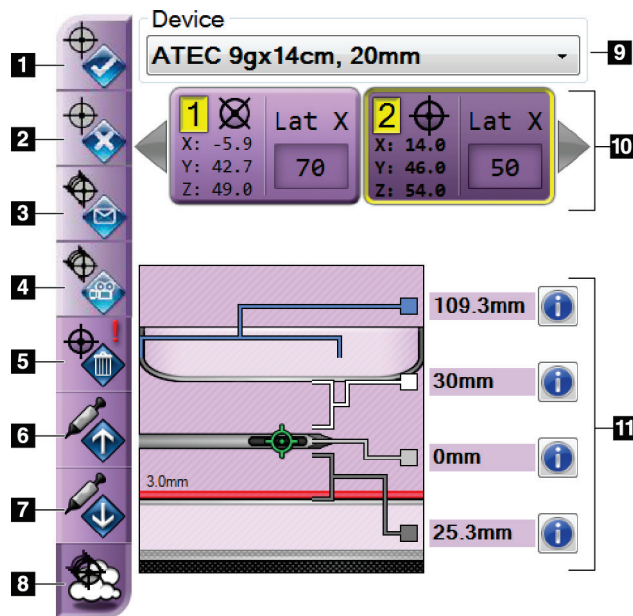 Device
ATEC 9gx14cm, 20mm
1
2
3
4
5
6
7
8
9
10
11
1
X: -5.9
Y: 42.7
Z: 49.0
Lat X
70
2
X: 14.0
Y: 46.0
Z: 54.0
Lat X
50
!
109.3mm
i
30mm
i
0mm
i
3.0mm
25.3mm
i